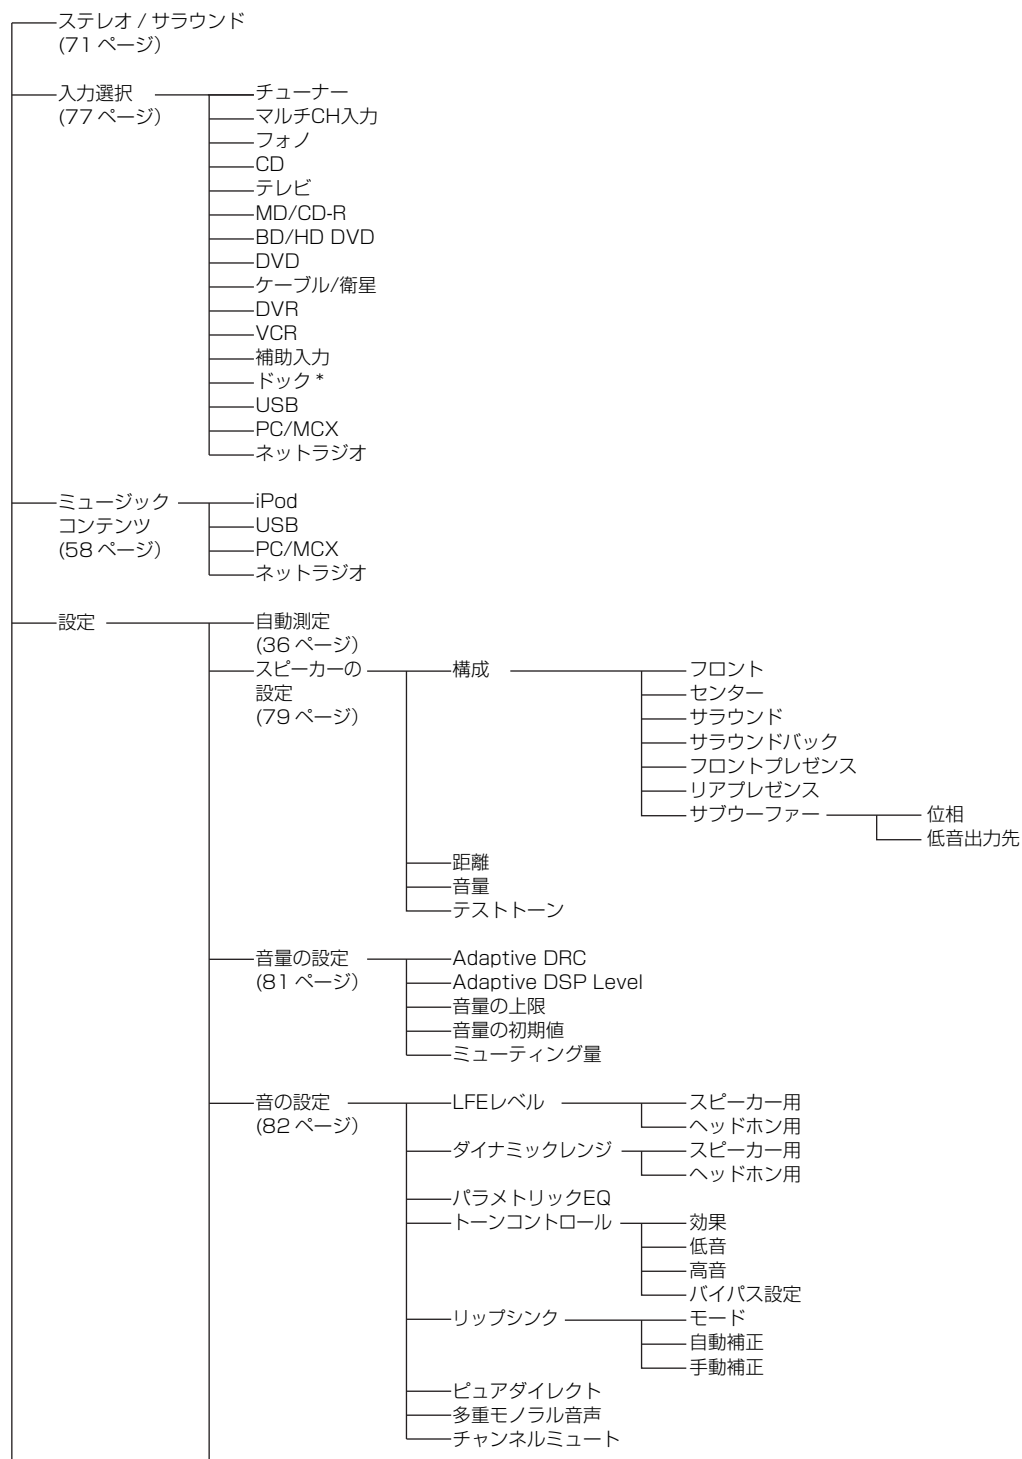 ステレオ / サラウンド
(71 ページ)
入力選択
(77 ページ)
チューナー
マルチCH入力
フォノ
CD
テレビ
MD/CD-R
BD/HD DVD
DVD
ケーブル/衛星
DVR
VCR
補助入力
ドック *
USB
PC/MCX
ネットラジオ
ミュージック
コンテンツ
(58 ページ)
iPod
USB
PC/MCX
ネットラジオ
設定
自動測定
(36 ページ)
スピーカーの
設定
(79 ページ)
構成
フロント
センター
サラウンド
サラウンドバック
フロントプレゼンス
リアプレゼンス
サブウーファー
位相
低音出力先
距離
音量
テストトーン
音量の設定
(81 ページ)
Adaptive DRC
Adaptive DSP Level
音量の上限
音量の初期値
ミューティング量
音の設定
(82 ページ)
LFEレベル
スピーカー用
ヘッドホン用
ダイナミックレンジ
スピーカー用
ヘッドホン用
パラメトリックEQ
トーンコントロール
効果
低音
高音
バイパス設定
リップシンク
モード
自動補正
手動補正
ピュアダイレクト
多重モノラル音声
チャンネルミュート